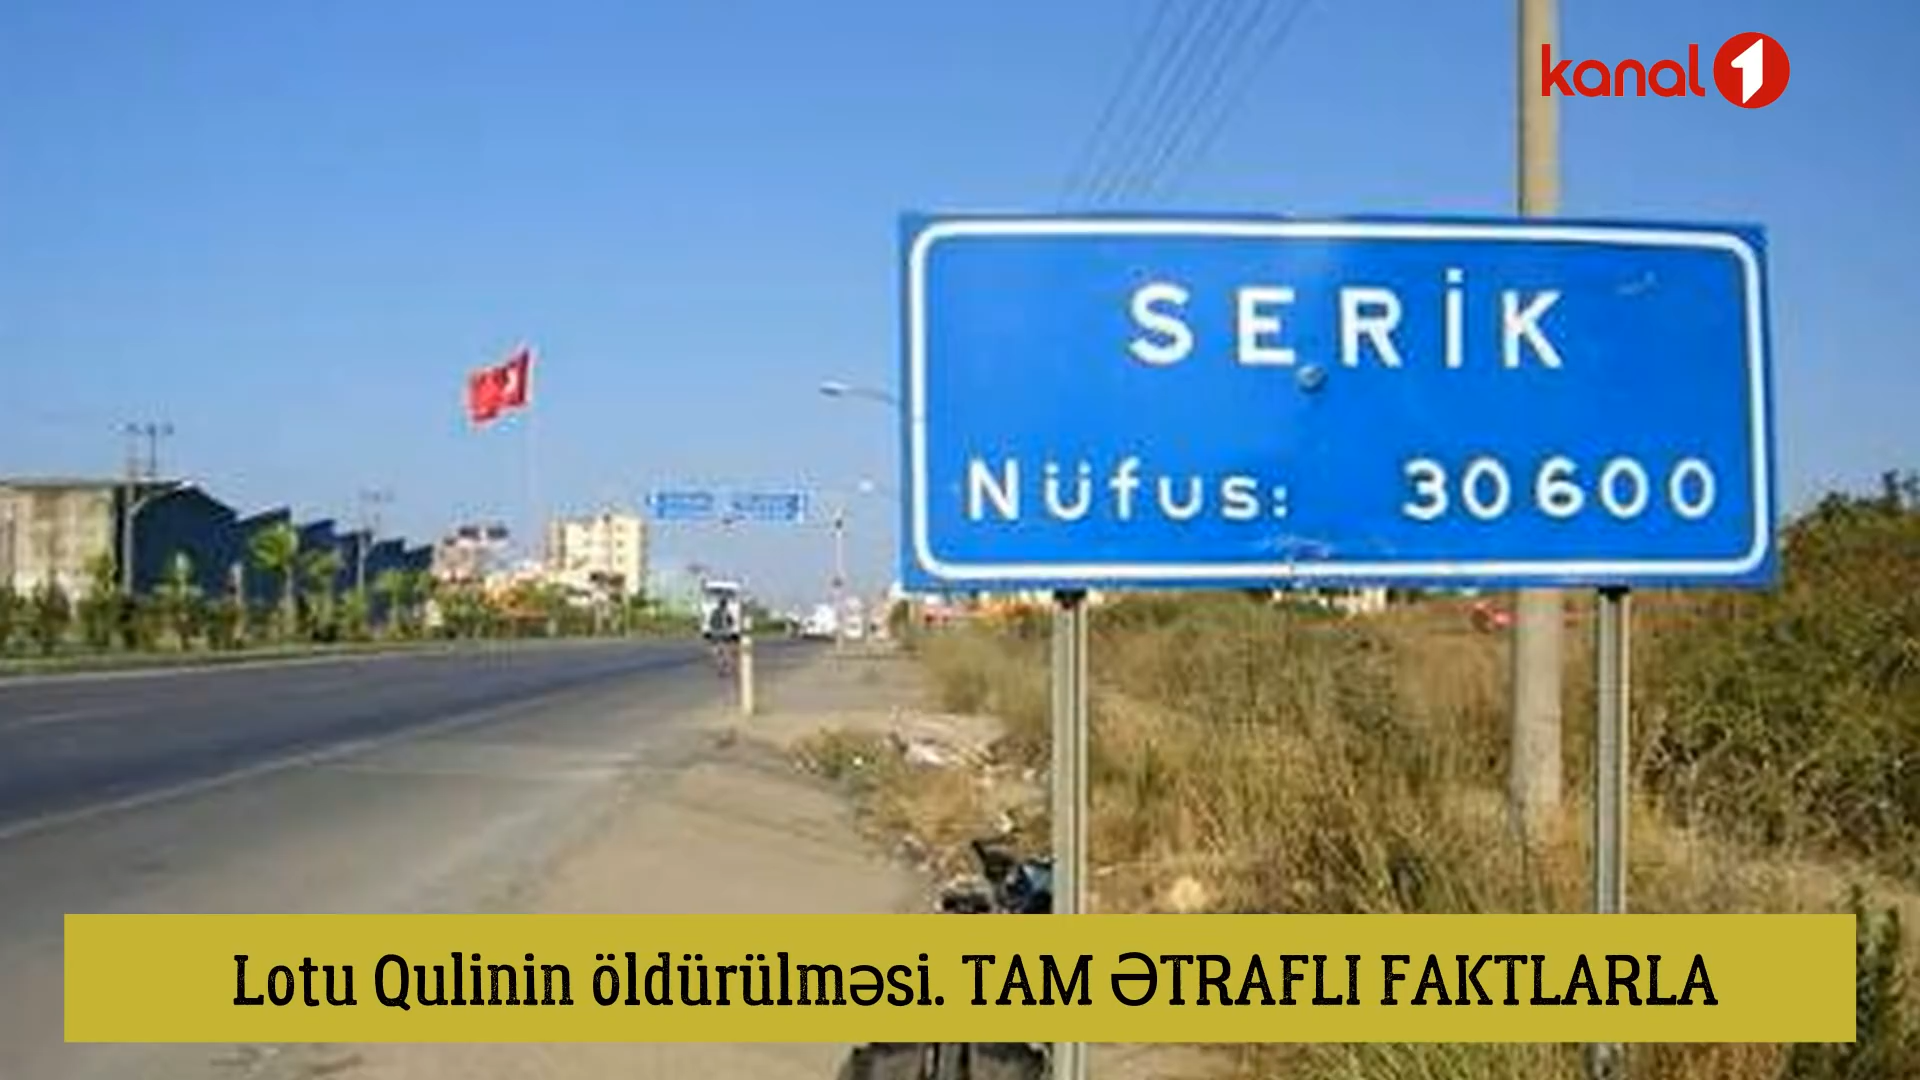 kanal 1
SERİK
Nüfus: 30600
Lotu Qulinin öldürülməsi. TAM ƏTRAFLI FAKTLARLA